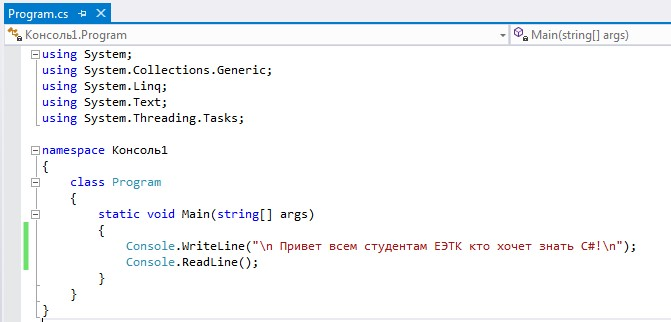 Program.cs
Консоль1.Program Main(string[] args)
using System;
using System.Collections.Generic;
using System.Linq;
using System.Text;
using System.Threading.Tasks;
namespace Консоль1
{
class Program
{
static void Main(string[] args)
{
Console.WriteLine("\n Привет всем студентам ЕЭТК кто хочет знать C#!\n");
Console.ReadLine();
}
}
}